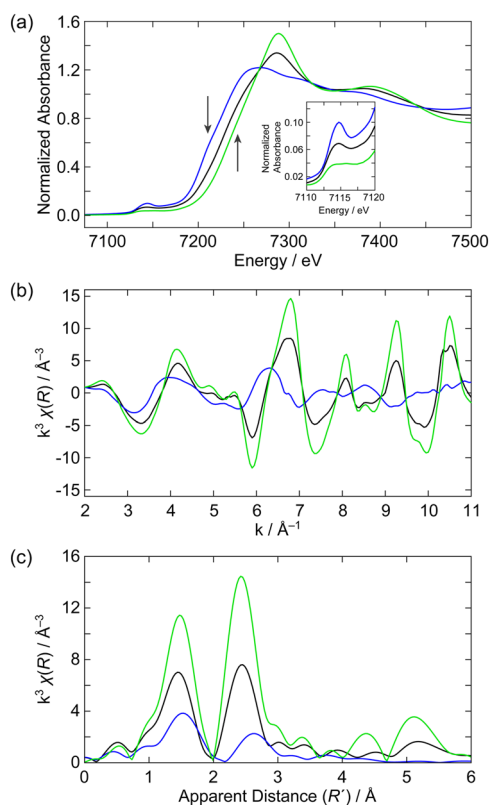 (a)
Normalized Absorbance
1.6
1.2
0.8
0.4
0.0
Normalized
Absorbance
0.10
0.06
0.02
7110 7115 7120
Energy / eV
7100 7200 7300 7400 7500
Energy / eV
(b)
k³ χ(R) / Å⁻³
15
10
5
0
-5
-10
-15
2 3 4 5 6 7 8 9 10 11
k / Å⁻¹
(c)
k³ χ(R) / Å⁻³
16
12
8
4
0
0 1 2 3 4 5 6
Apparent Distance (R´) / Å